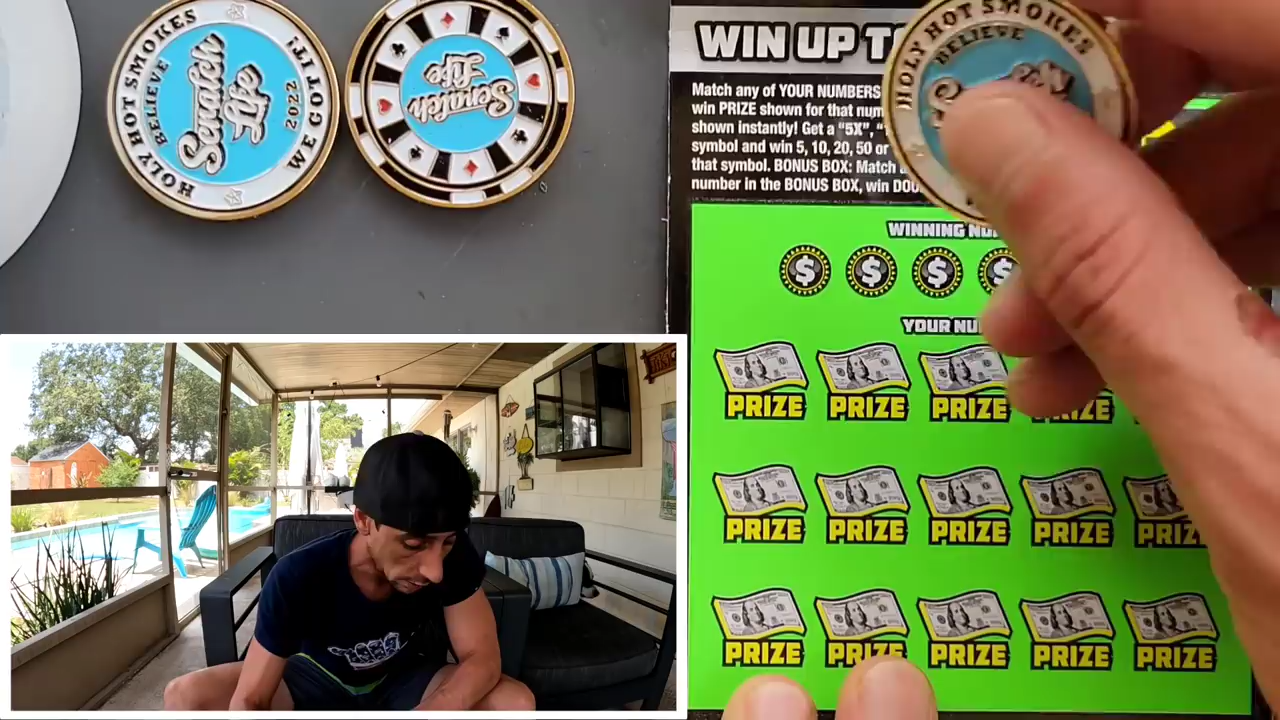 HOLY HOT SMOKES
BELIEVE
Scratch
Life
2022
WE GOT IT!
Scratch
Life
WIN UP TO
HOLY HOT SMOKES
BELIEVE
Match any of YOUR NUMBERS
win PRIZE shown for that num
shown instantly! Get a "5X", "
symbol and win 5, 10, 20, 50 or
that symbol. BONUS BOX: Match
number in the BONUS BOX, win DOU
WINNING NU
$ $ $ $
YOUR NU
PRIZE PRIZE PRIZE PRIZE
PRIZE PRIZE PRIZE PRIZE PRIZE
PRIZE PRIZE PRIZE PRIZE PRIZE